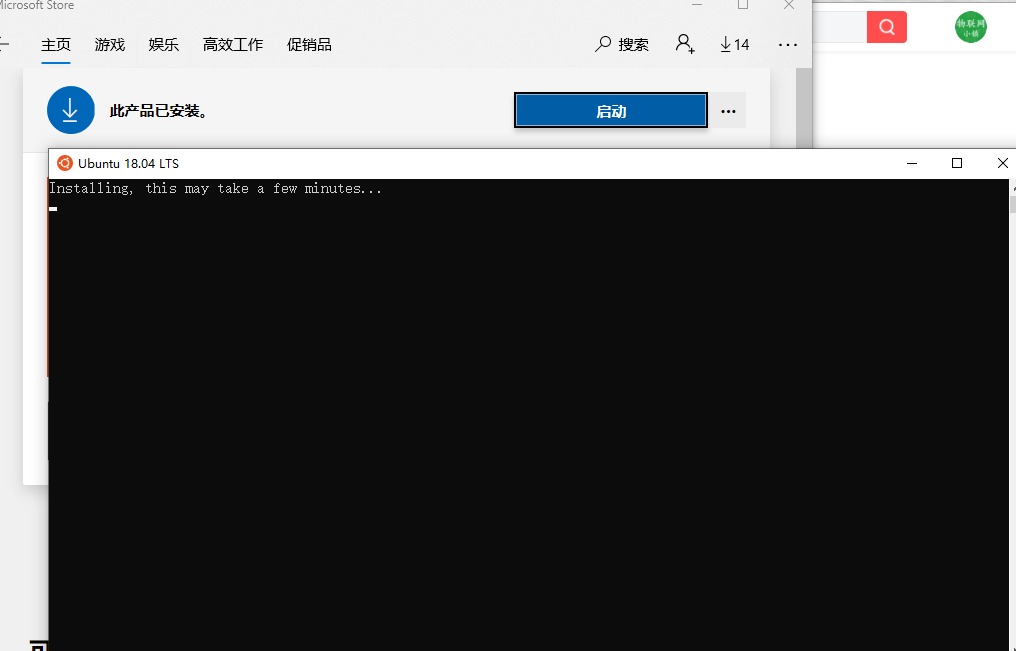 Microsoft Store
主页 游戏 娱乐 高效工作 促销品 搜索 14
物联网
小镇
此产品已安装。
启动
Ubuntu 18.04 LTS
Installing, this may take a few minutes...